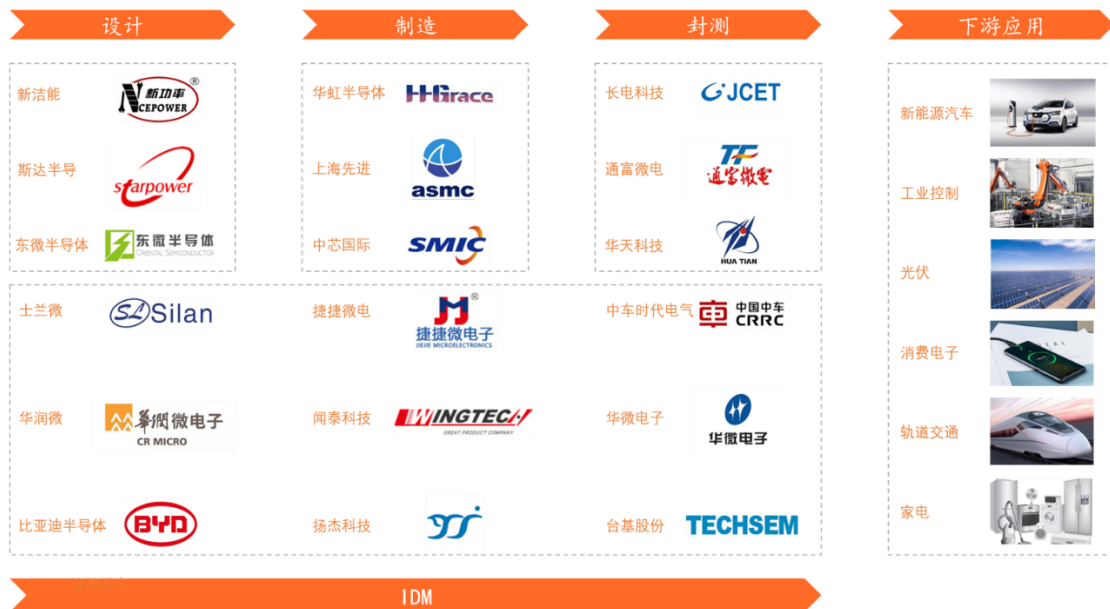 设计
制造
封测
下游应用
新洁能
新功率
NCEPOWER
®
华虹半导体
HHGrace
长电科技
JCET
新能源汽车
斯达半导
starpower
上海先进
asmc
通富微电
TF
通富微電
工业控制
东微半导体
东微半导体
ORIENTAL SEMICONDUCTOR
中芯国际
SMIC
华天科技
HUA TIAN
光伏
士兰微
SL Silan
捷捷微电
®
捷捷微电子
JIEJIE MICROELECTRONICS
中车时代电气
中国中车
CRRC
消费电子
华润微
華潤微电子
CR MICRO
闻泰科技
WINGTECH
GREAT PRODUCT COMPANY
华微电子
华微电子
轨道交通
比亚迪半导体
BYD
扬杰科技
台基股份
TECHSEM
家电
IDM